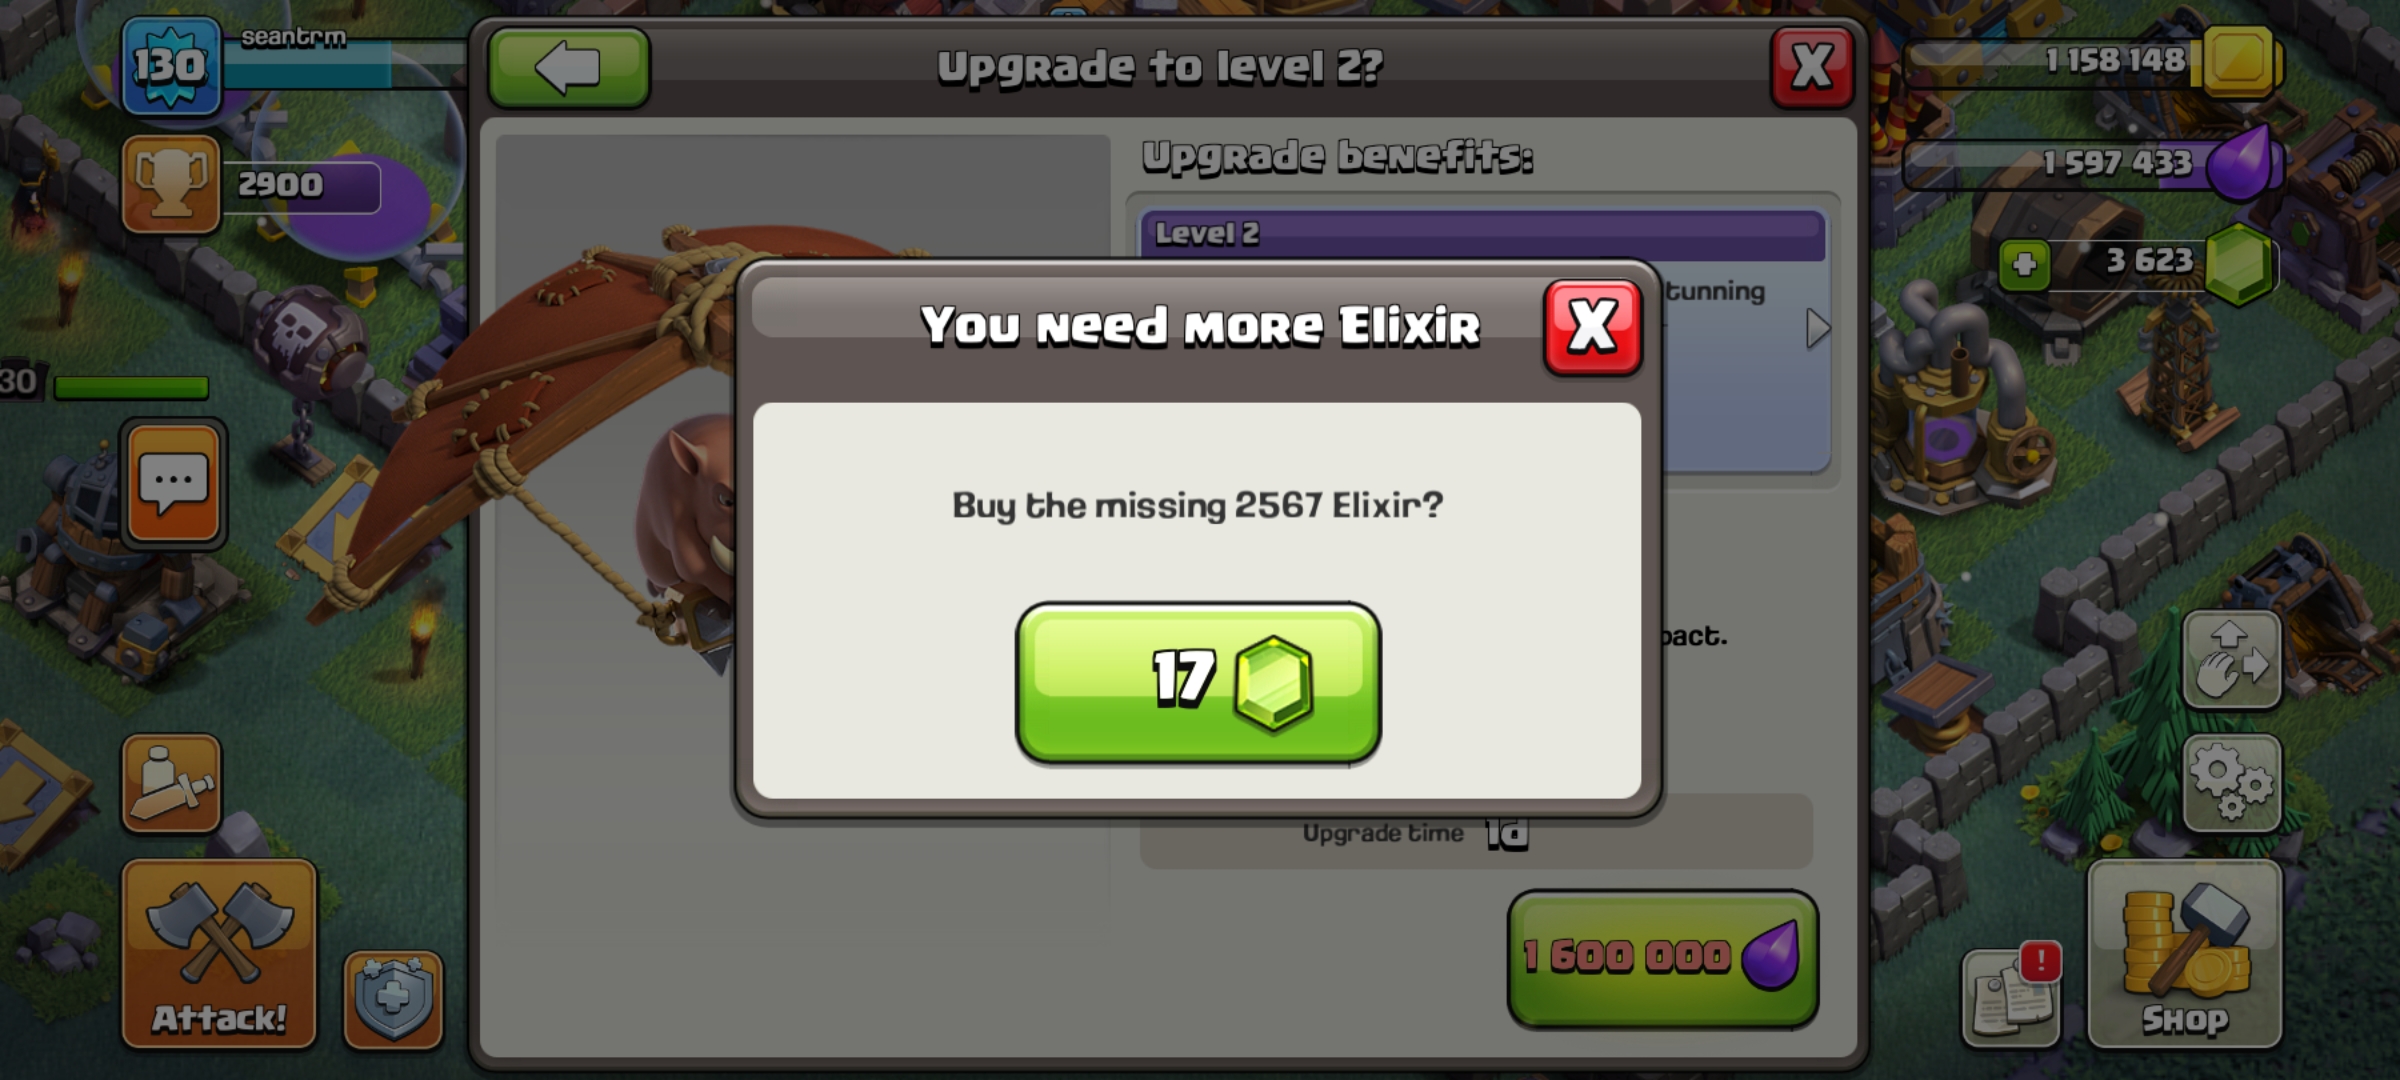 130
seantrm
Upgrade to level 2?
X
1 158 148
2900
Upgrade benefits:
1 597 433
Level 2
3 623
tunning
You need more Elixir
X
30
Buy the missing 2567 Elixir?
pact.
17
Upgrade time 1d
1 600 000
Attack!
!
Shop